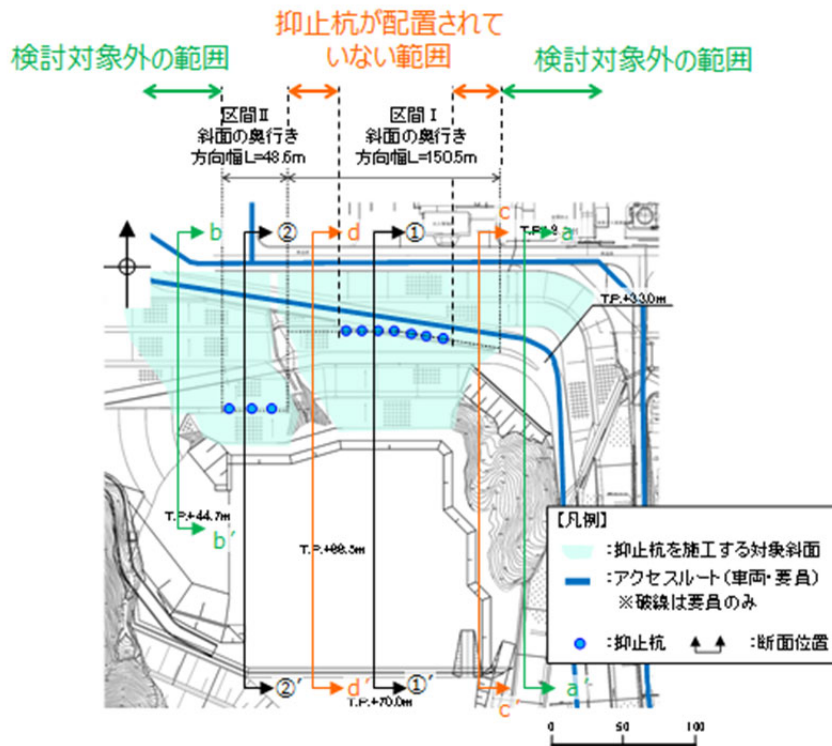 抑止杭が配置されて
いない範囲
検討対象外の範囲
検討対象外の範囲
区間Ⅱ
斜面の奥行き
方向幅L=48.6m
区間Ⅰ
斜面の奥行き
方向幅L=150.5m
b
②
d
①
c
a
T.P.+33.0m
T.P.+44.7m
b′
②′
d′
①′
c′
a′
T.P.+70.0m
【凡例】
:抑止杭を施工する対象斜面
:アクセスルート(車両・要員)
※破線は要員のみ
:抑止杭
:断面位置
0 50 100